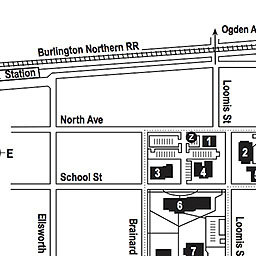 Ogden A
Burlington Northern RR
Station
Loomis St
North Ave
2
1
E
2
3
4
School St
6
Ellsworth
Brainard
Loomis S
7